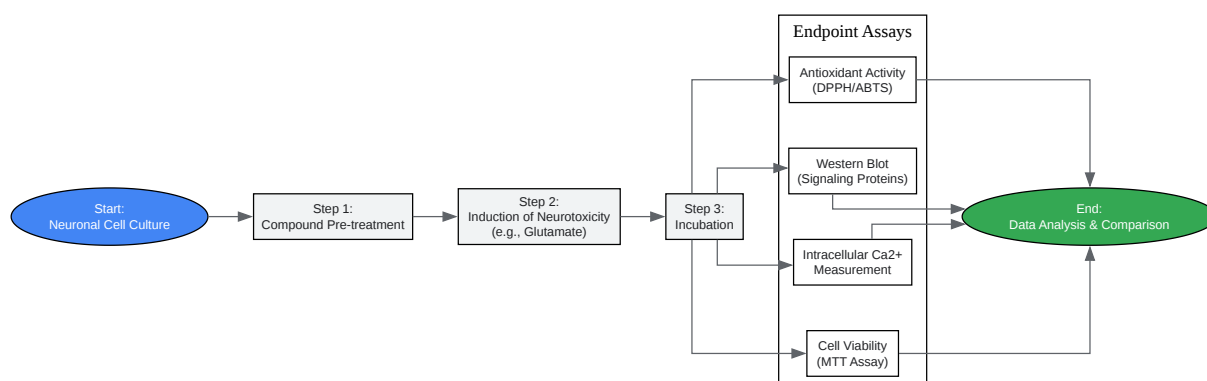 Start:
Neuronal Cell Culture
Step 1:
Compound Pre-treatment
Step 2:
Induction of Neurotoxicity
(e.g., Glutamate)
Step 3:
Incubation
Endpoint Assays
Antioxidant Activity
(DPPH/ABTS)
Western Blot
(Signaling Proteins)
Intracellular Ca2+
Measurement
Cell Viability
(MTT Assay)
End:
Data Analysis & Comparison